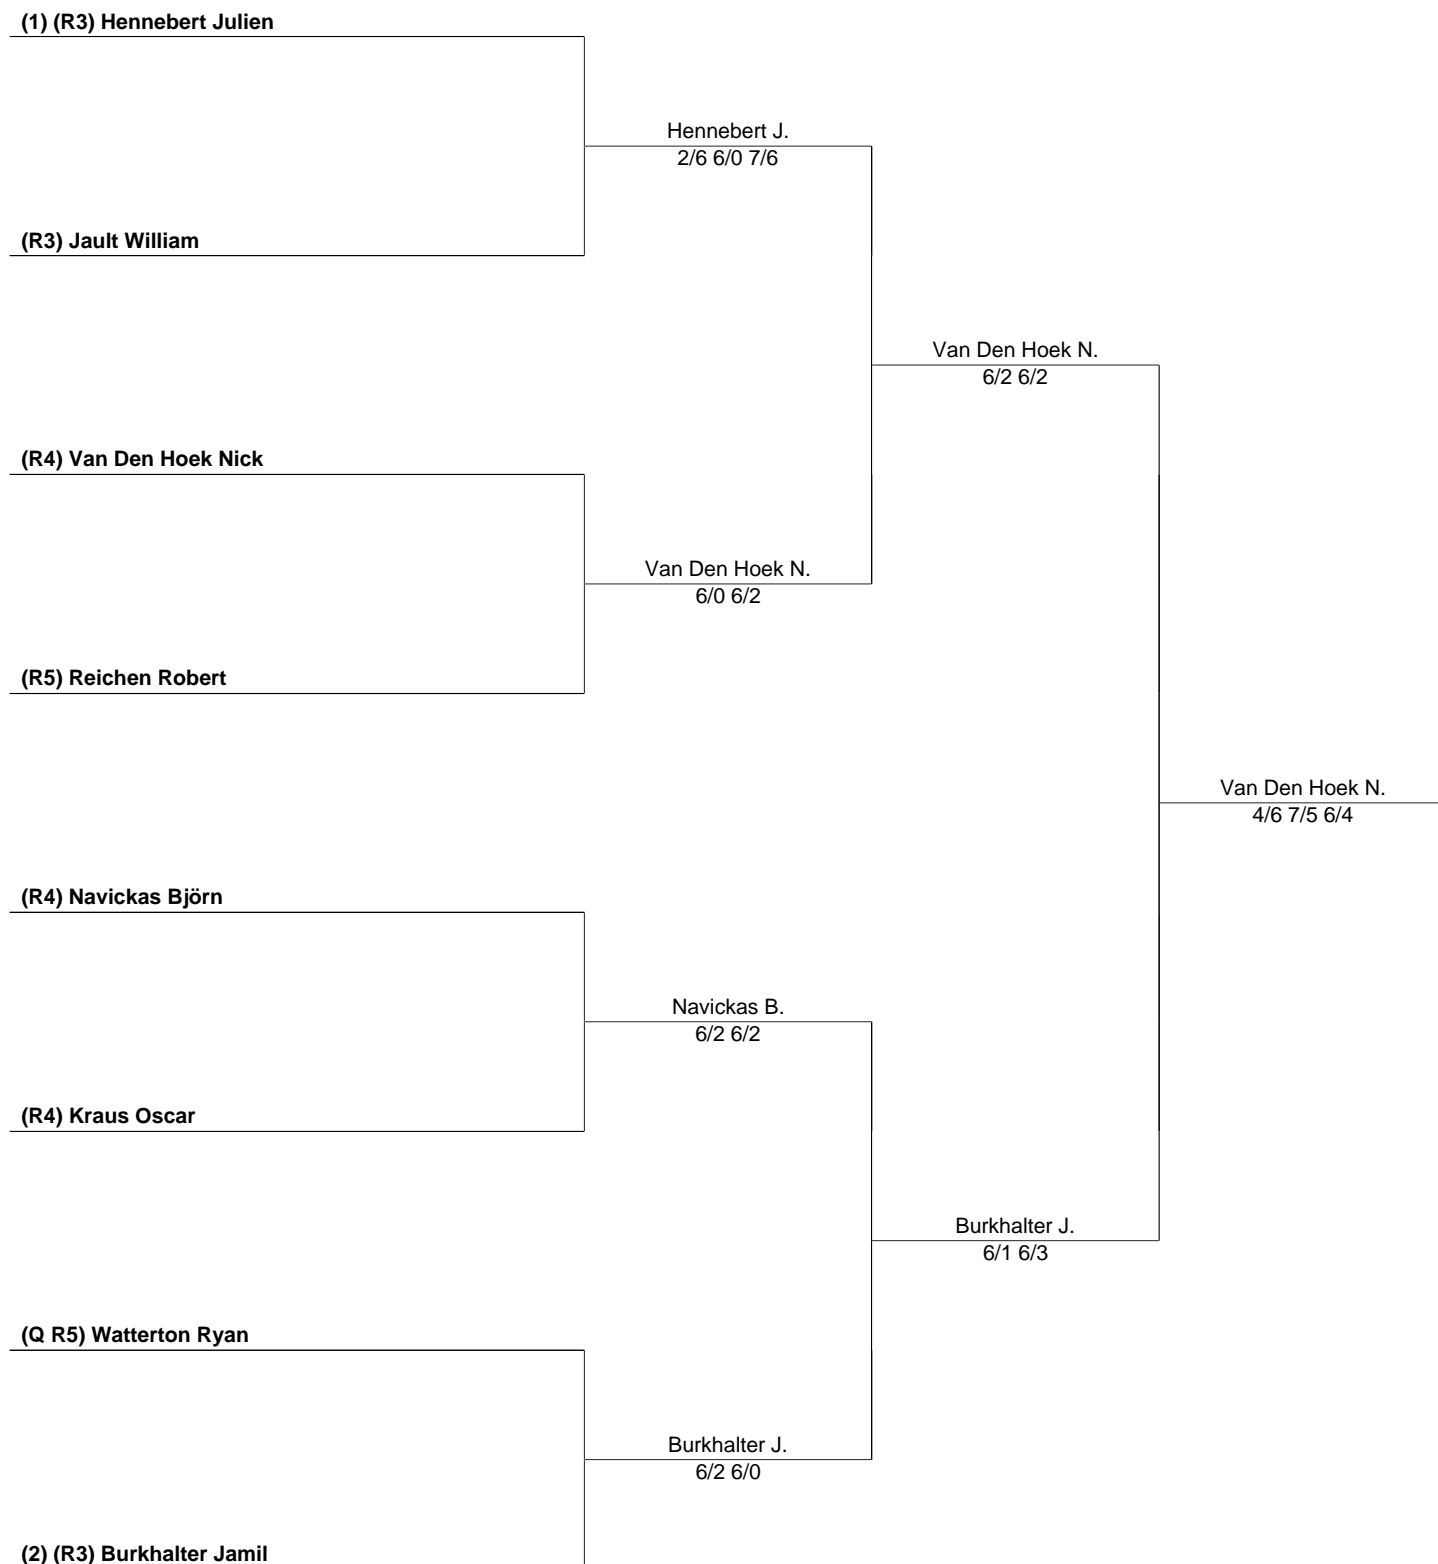 (1) (R3) Hennebert Julien
Hennebert J.
2/6 6/0 7/6
(R3) Jault William
Van Den Hoek N.
6/2 6/2
(R4) Van Den Hoek Nick
Van Den Hoek N.
6/0 6/2
(R5) Reichen Robert
Van Den Hoek N.
4/6 7/5 6/4
(R4) Navickas Björn
Navickas B.
6/2 6/2
(R4) Kraus Oscar
Burkhalter J.
6/1 6/3
(Q R5) Watterton Ryan
Burkhalter J.
6/2 6/0
(2) (R3) Burkhalter Jamil